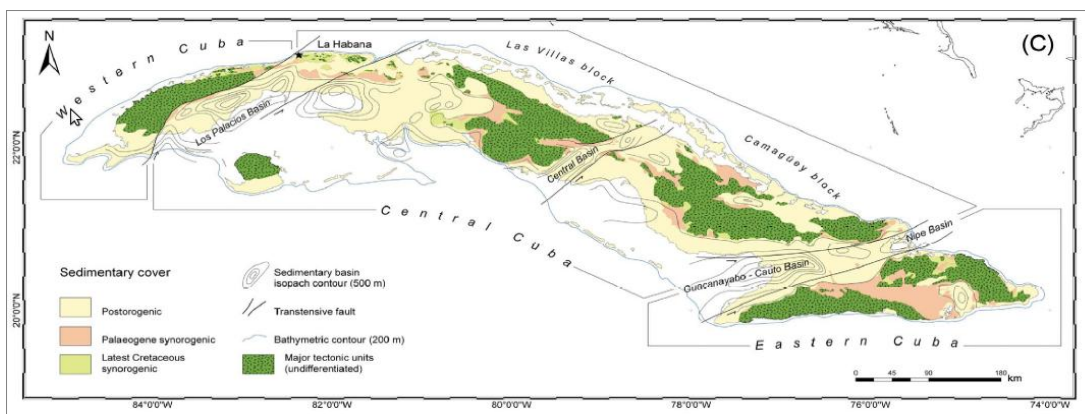 (C)
N
Western Cuba
La Habana
Las Villas block
Los Palacios Basin
Central Basin
Camagüey block
Central Cuba
Nipe Basin
Guacanayabo - Cauto Basin
Eastern Cuba
22°0'0"N
20°0'0"N
Sedimentary cover
Postorogenic
Palaeogene synorogenic
Latest Cretaceous
synorogenic
Sedimentary basin
isopach contour (500 m)
Transtensive fault
Bathymetric contour (200 m)
Major tectonic units
(undifferentiated)
0 45 90 180
km
84°0'0"W 82°0'0"W 80°0'0"W 78°0'0"W 76°0'0"W 74°0'0"W